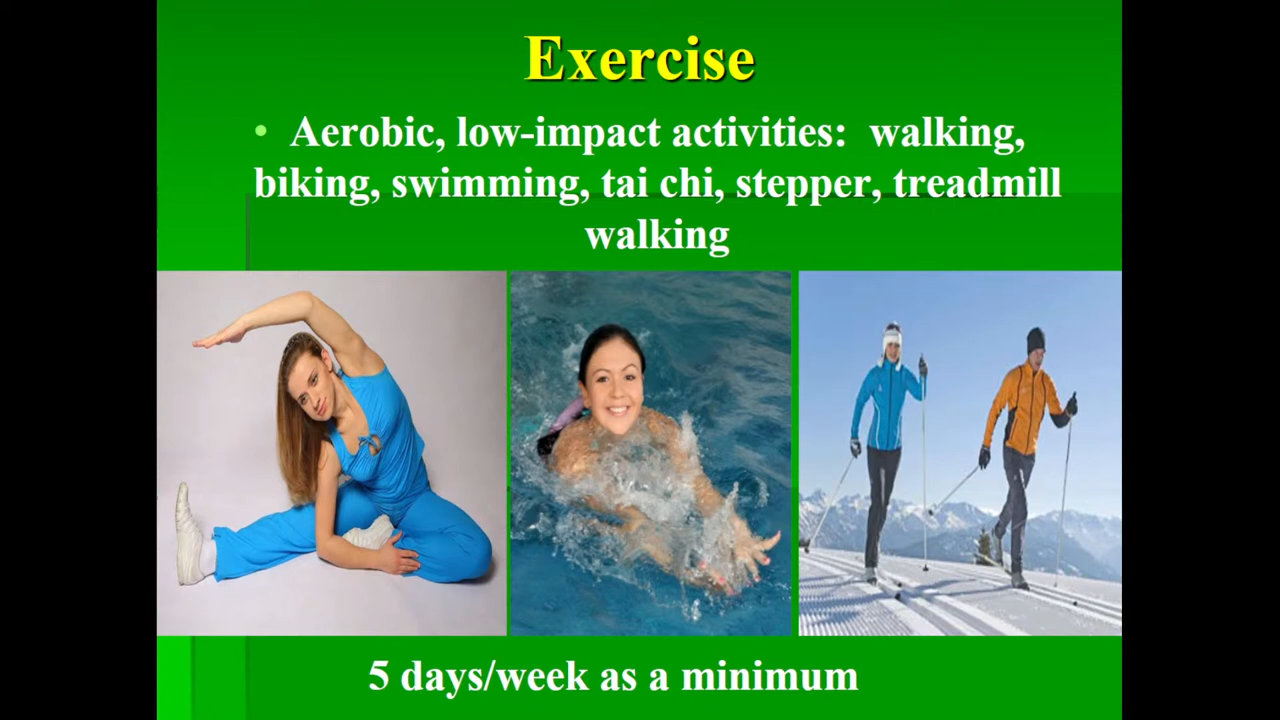 Exercise
• Aerobic, low-impact activities:  walking,
biking, swimming, tai chi, stepper, treadmill
walking
5 days/week as a minimum